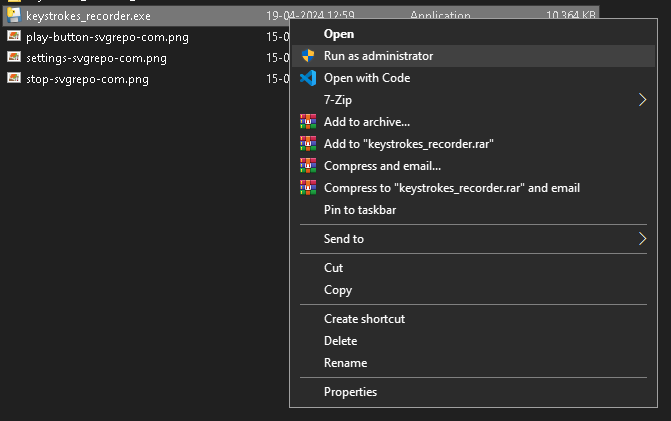 keystrokes_recorder.exe 19-04-2024 12:59 Application 10,364 KB
play-button-svgrepo-com.png 15-0
settings-svgrepo-com.png 15-0
stop-svgrepo-com.png 15-0
Open
Run as administrator
Open with Code
7-Zip
Add to archive...
Add to "keystrokes_recorder.rar"
Compress and email...
Compress to "keystrokes_recorder.rar" and email
Pin to taskbar
Send to
Cut
Copy
Create shortcut
Delete
Rename
Properties